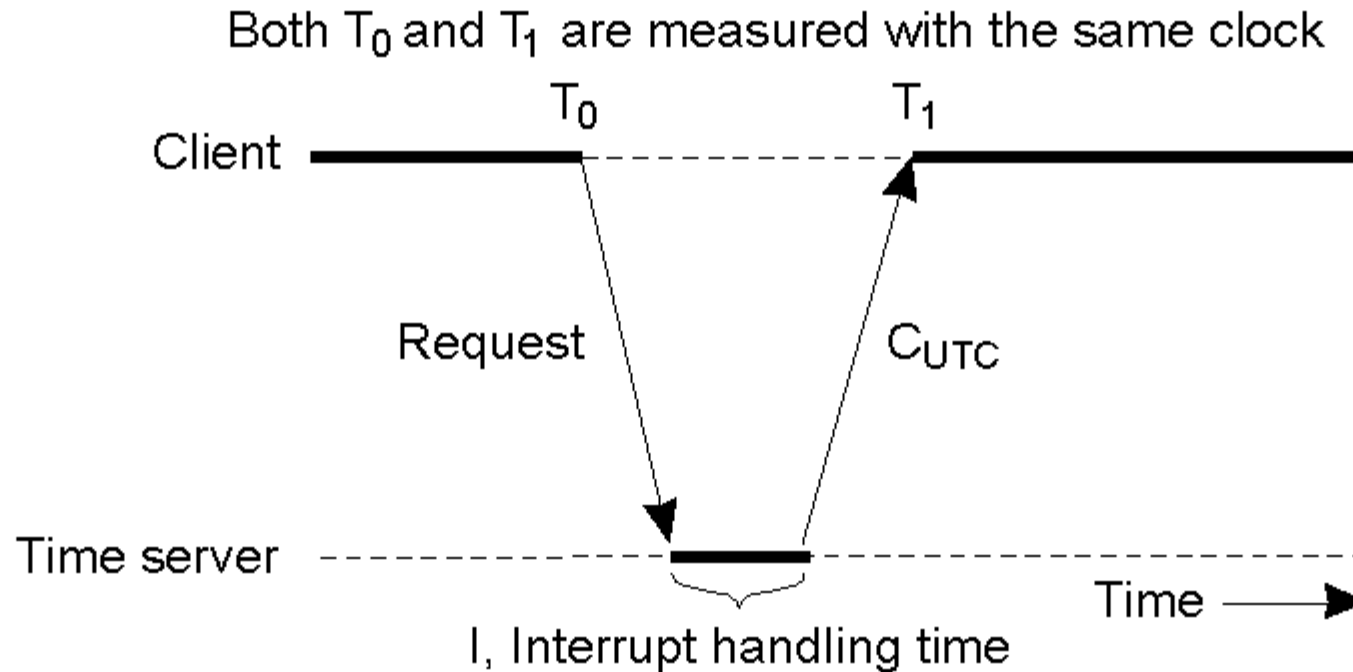 Both T₀ and T₁ are measured with the same clock
T₀
T₁
Client
Request
C_UTC
Time server
Time
I, Interrupt handling time